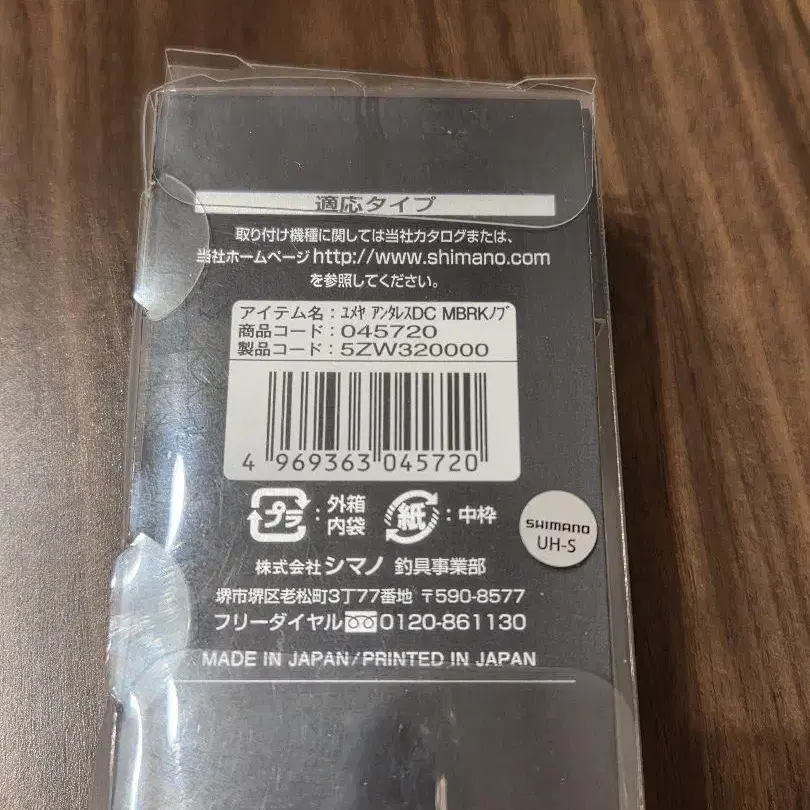 適応タイプ
取り付け機種に関しては当社カタログまたは、
当社ホームページhttp://www.shimano.com
を参照してください。
アイテム名：ﾕﾒﾔ ｱﾝﾀﾚｽDC MBRKﾉﾌﾞ
商品コード：045720
製品コード：5ZW320000
4 969363 045720
プラ：外箱 内袋
紙：中枠
SHIMANO
UH-S
株式会社シマノ 釣具事業部
堺市堺区老松町3丁77番地 〒590-8577
フリーダイヤル 0120-861130
MADE IN JAPAN/PRINTED IN JAPAN